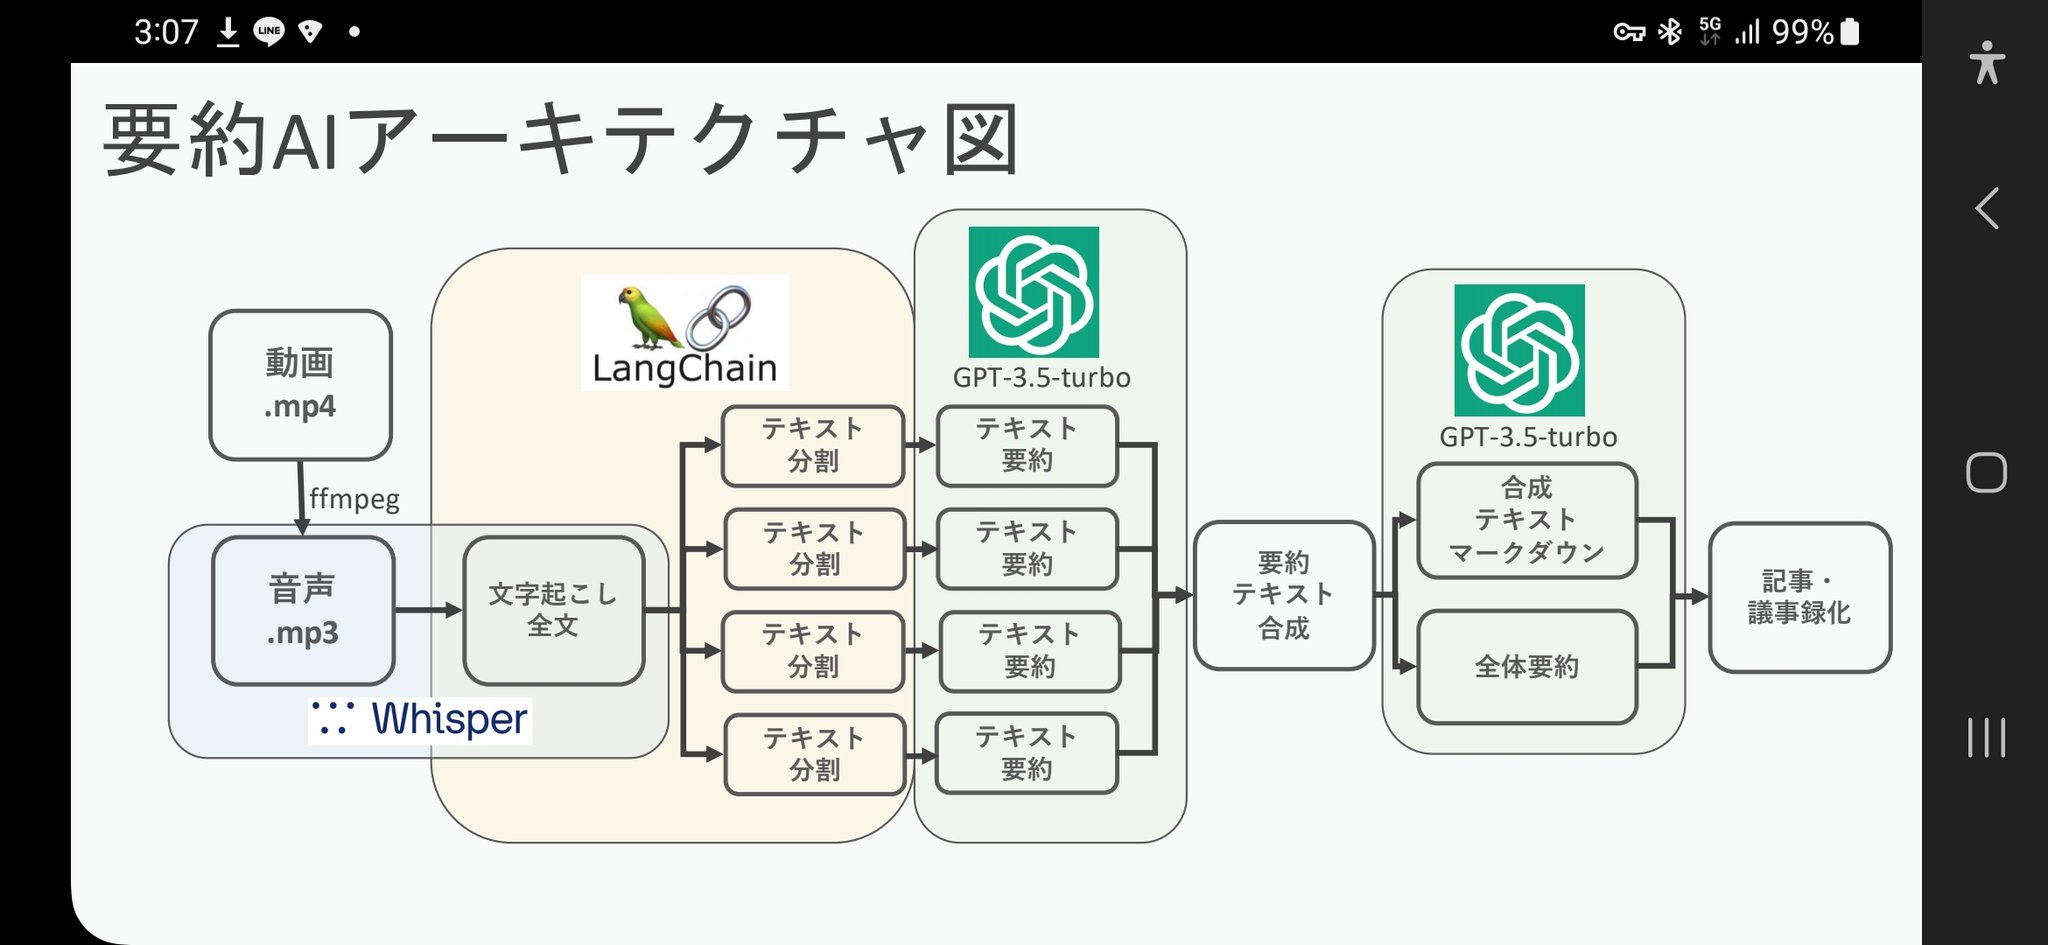 3:07
LINE
5G
99%
要約AIアーキテクチャ図
動画
.mp4
ffmpeg
音声
.mp3
Whisper
文字起こし
全文
LangChain
テキスト
分割
テキスト
分割
テキスト
分割
テキスト
分割
GPT-3.5-turbo
テキスト
要約
テキスト
要約
テキスト
要約
テキスト
要約
要約
テキスト
合成
GPT-3.5-turbo
合成
テキスト
マークダウン
全体要約
記事・
議事録化